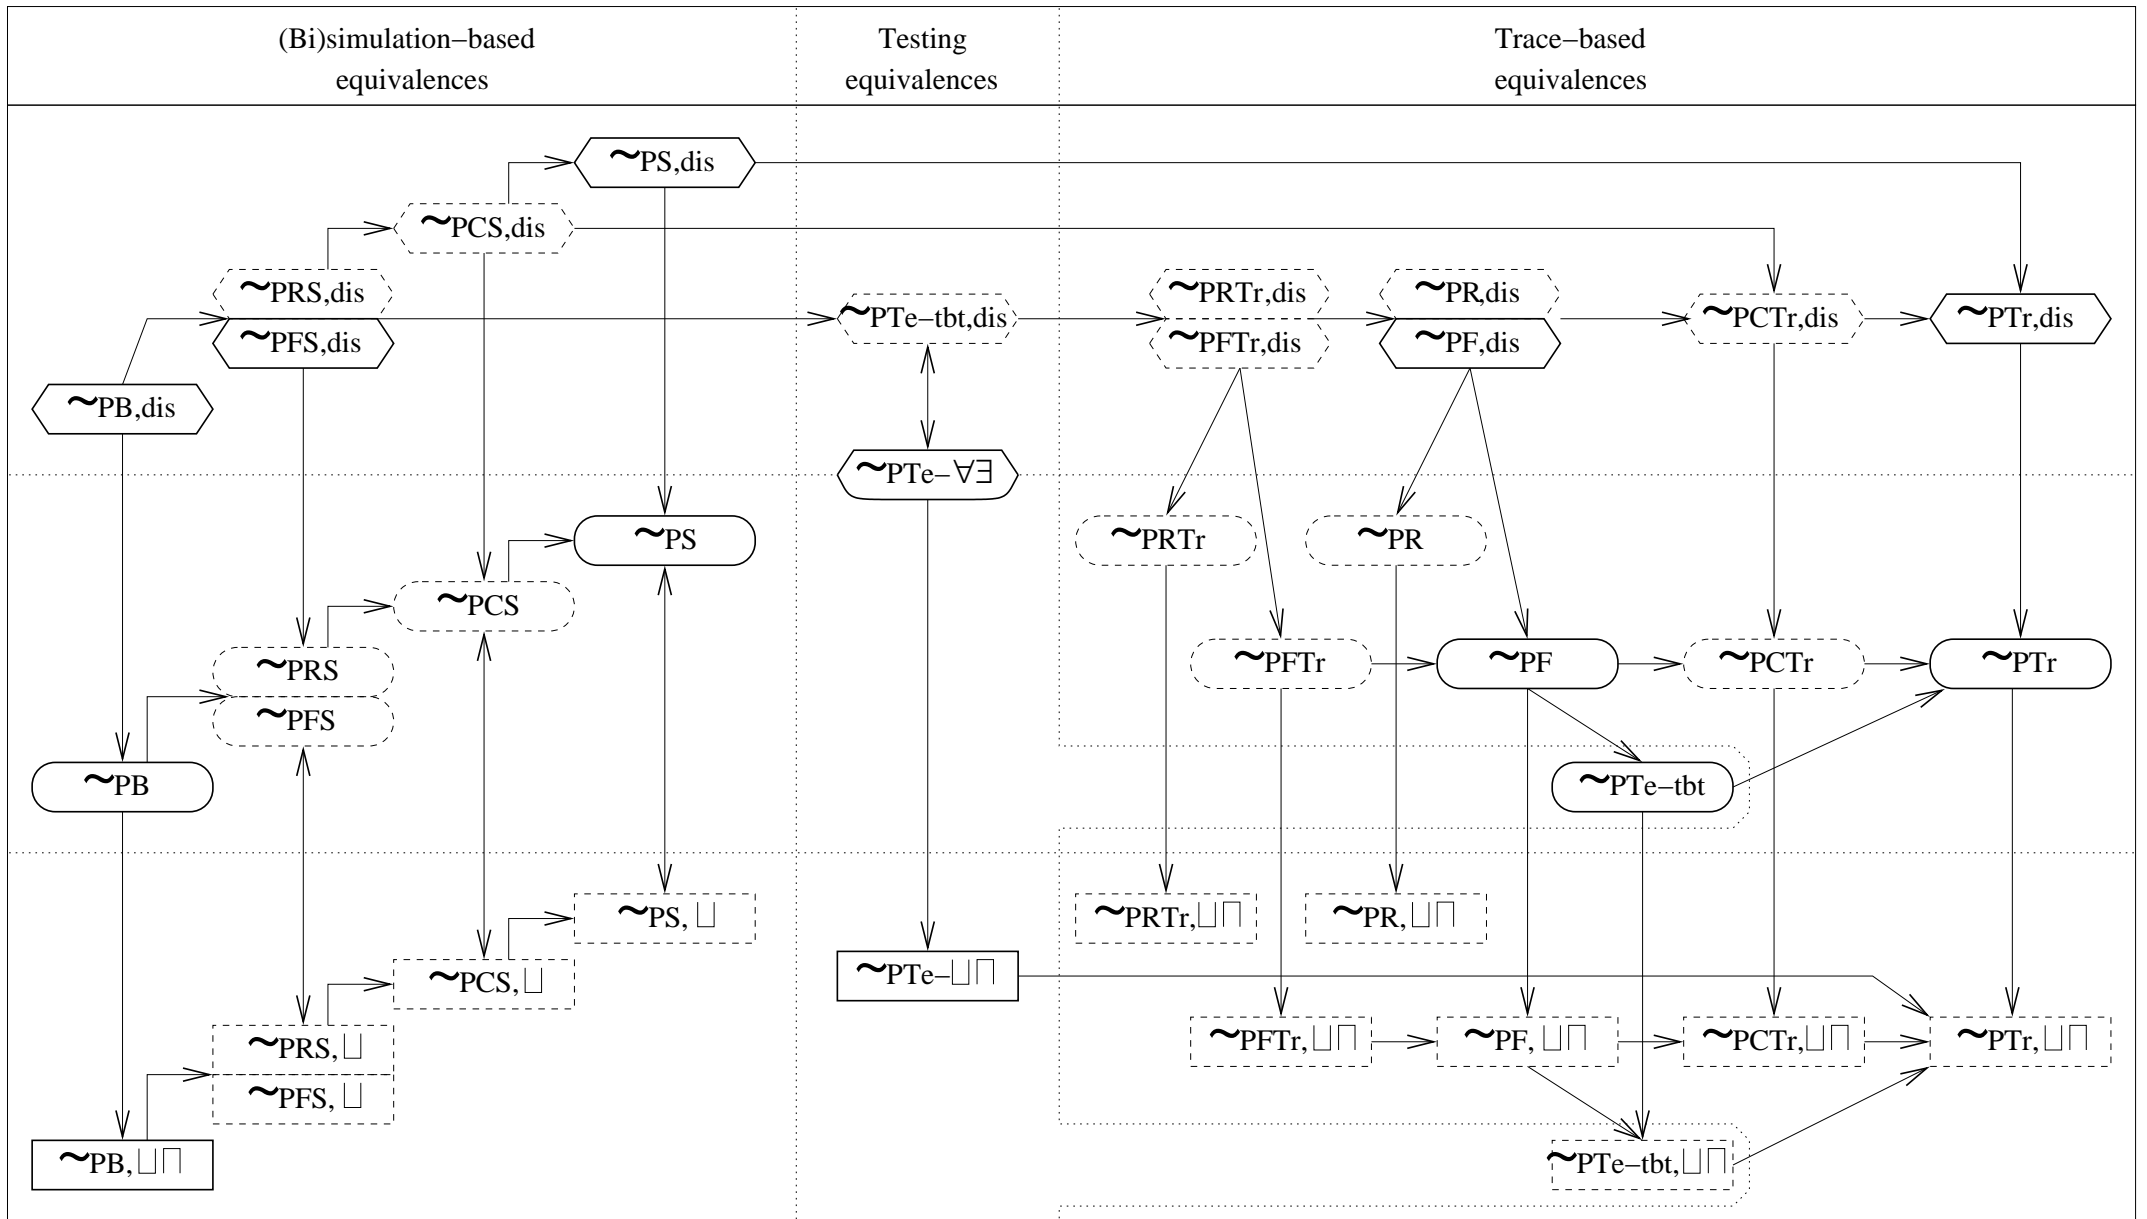 (Bi)simulation−based
equivalences
Testing
equivalences
Trace−based
equivalences
~PS,dis
~PCS,dis
~PRS,dis
~PFS,dis
~PTe−tbt,dis
~PRTr,dis
~PFTr,dis
~PR,dis
~PF,dis
~PCTr,dis
~PTr,dis
~PB,dis
~PTe−∀∃
~PS
~PRTr
~PR
~PCS
~PRS
~PFS
~PFTr
~PF
~PCTr
~PTr
~PB
~PTe−tbt
~PS,⊔
~PRTr,⊔⊓
~PR,⊔⊓
~PCS,⊔
~PTe−⊔⊓
~PRS,⊔
~PFS,⊔
~PFTr,⊔⊓
~PF,⊔⊓
~PCTr,⊔⊓
~PTr,⊔⊓
~PB,⊔⊓
~PTe−tbt,⊔⊓